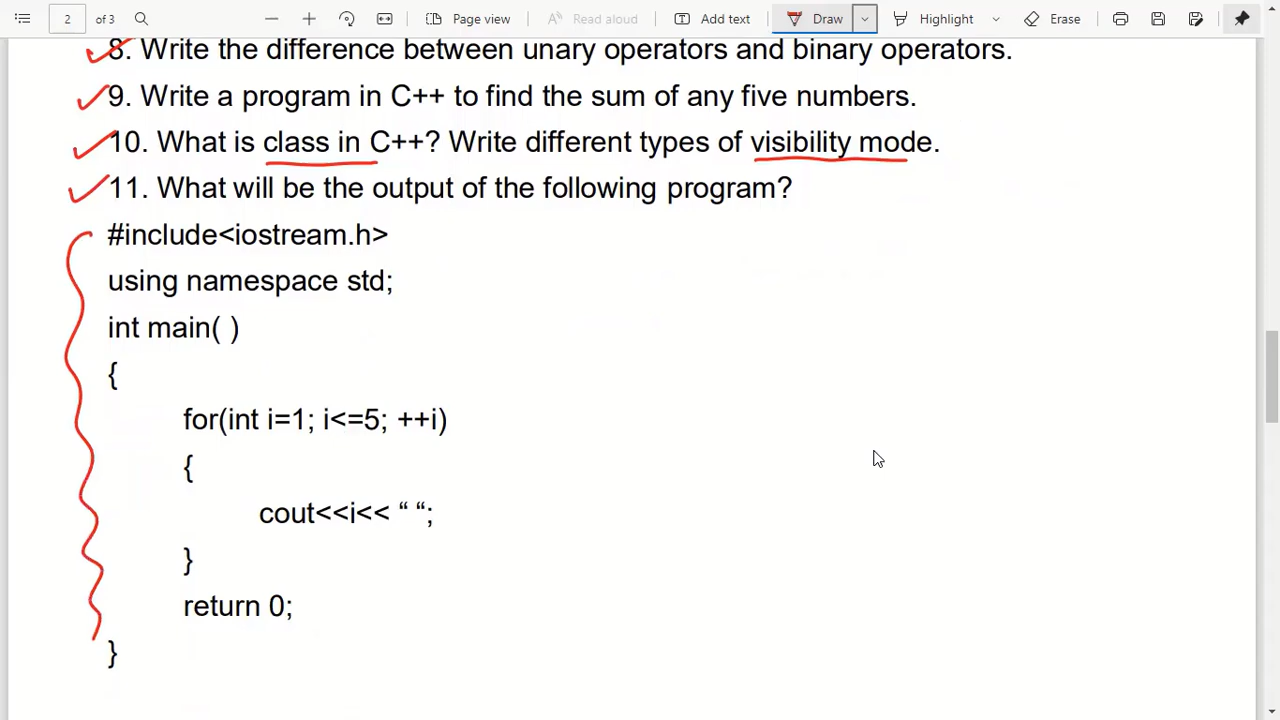 2 of 3 Page view Read aloud Add text Draw Highlight Erase
8. Write the difference between unary operators and binary operators.
9. Write a program in C++ to find the sum of any five numbers.
10. What is class in C++? Write different types of visibility mode.
11. What will be the output of the following program?
#include<iostream.h>
using namespace std;
int main( )
{
for(int i=1; i<=5; ++i)
{
cout<<i<< “ “;
}
return 0;
}